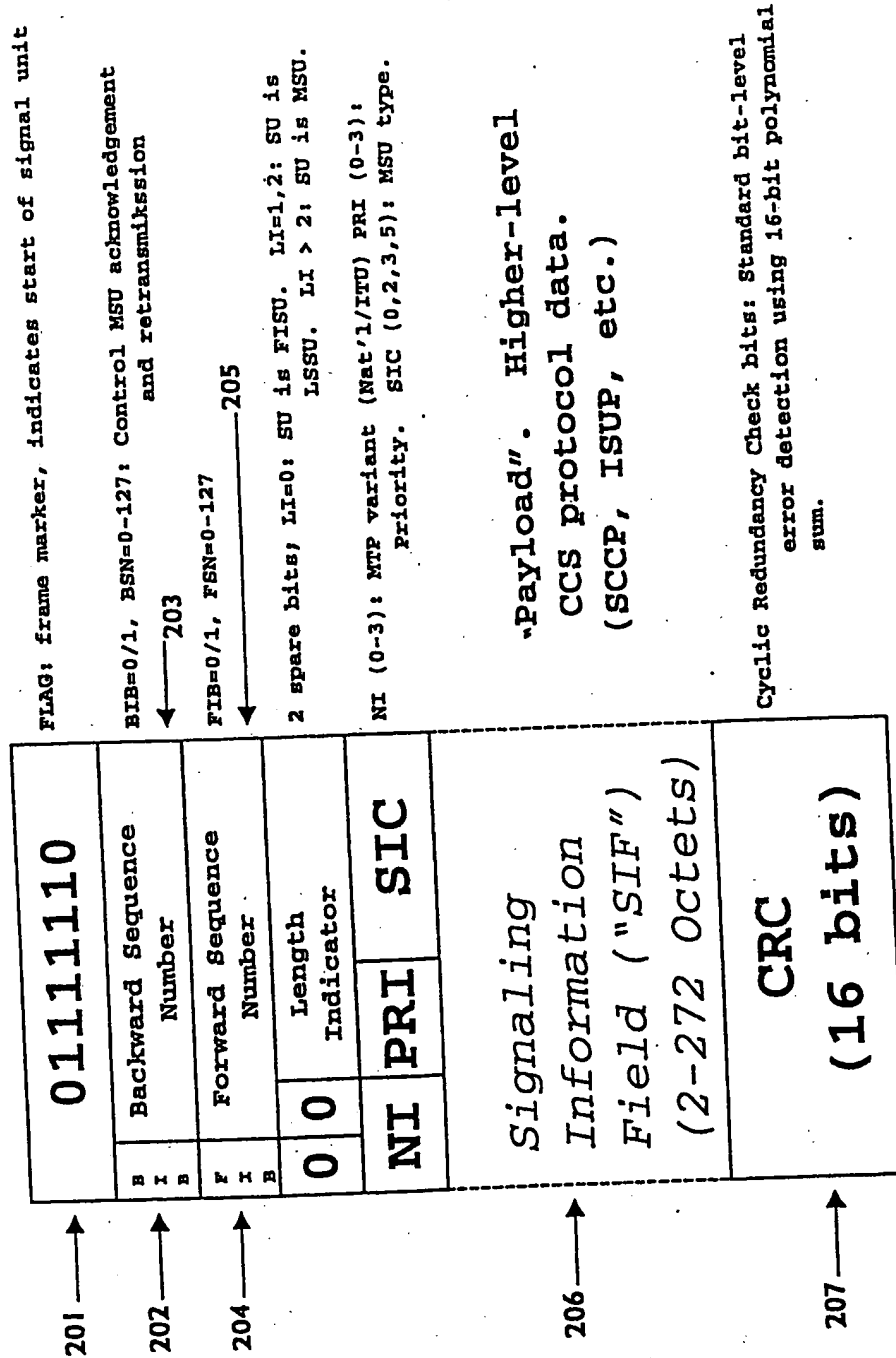 201
01111110
FLAG: frame marker, indicates start of signal unit
202
B
I
B
Backward Sequence
Number
BIB=0/1, BSN=0-127: Control MSU acknowledgement
and retransmikssion
203
204
F
I
B
Forward Sequence
Number
FIB=0/1, FSN=0-127
205
0 0
Length
Indicator
2 spare bits; LI=0: SU is FISU. LI=1,2: SU is
LSSU. LI > 2: SU is MSU.
NI PRI SIC
NI (0-3): MTP variant (Nat'l/ITU) PRI (0-3):
Priority. SIC (0,2,3,5): MSU type.
206
Signaling
Information
Field ("SIF")
(2-272 Octets)
"Payload". Higher-level
CCS protocol data.
(SCCP, ISUP, etc.)
207
CRC
(16 bits)
Cyclic Redundancy Check bits: Standard bit-level
error detection using 16-bit polynomial
sum.